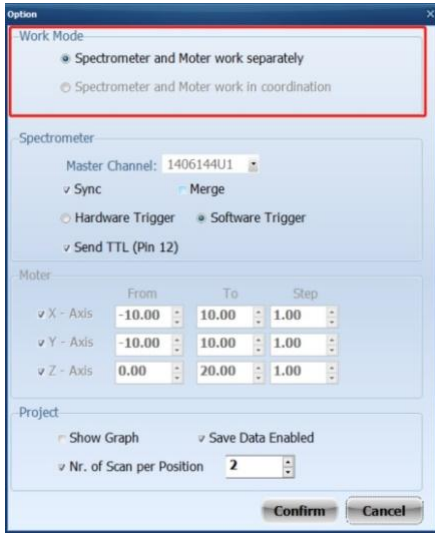 Option
Work Mode
Spectrometer and Moter work separately
Spectrometer and Moter work in coordination
Spectrometer
Master Channel: 1406144U1
Sync Merge
Hardware Trigger Software Trigger
Send TTL (Pin 12)
Moter
From To Step
X - Axis -10.00 10.00 1.00
Y - Axis -10.00 10.00 1.00
Z - Axis 0.00 20.00 1.00
Project
Show Graph Save Data Enabled
Nr. of Scan per Position 2
Confirm Cancel